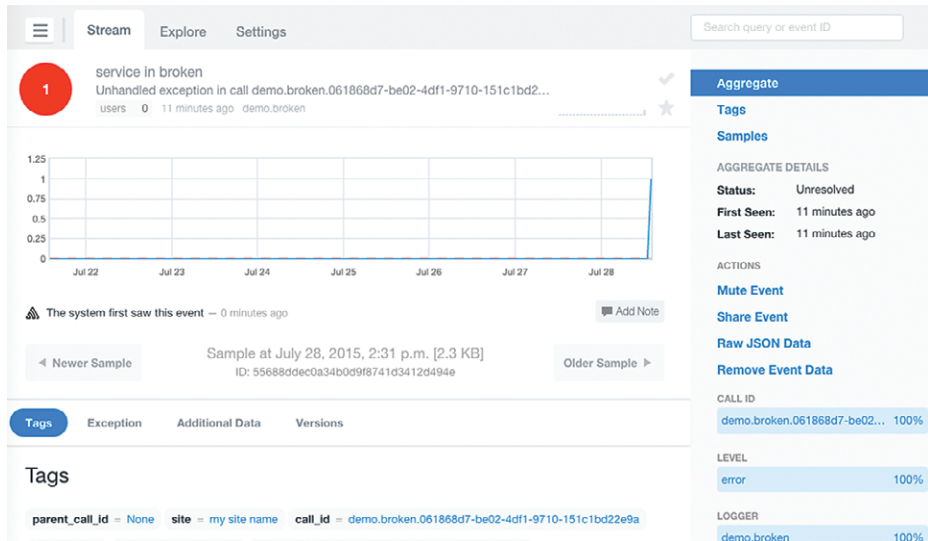 Stream Explore Settings Search query or event ID
1
service in broken
Unhandled exception in call demo.broken.061868d7-be02-4df1-9710-151c1bd2...
users 0 11 minutes ago demo.broken
1.25
1
0.75
0.5
0.25
0
Jul 22 Jul 23 Jul 24 Jul 25 Jul 26 Jul 27 Jul 28
The system first saw this event — 0 minutes ago
Add Note
Newer Sample
Sample at July 28, 2015, 2:31 p.m. [2.3 KB]
ID: 55688ddec0a34b0d9f8741d3412d494e
Older Sample
Tags Exception Additional Data Versions
Tags
parent_call_id = None site = my site name call_id = demo.broken.061868d7-be02-4df1-9710-151c1bd22e9a
Aggregate
Tags
Samples
AGGREGATE DETAILS
Status: Unresolved
First Seen: 11 minutes ago
Last Seen: 11 minutes ago
ACTIONS
Mute Event
Share Event
Raw JSON Data
Remove Event Data
CALL ID
demo.broken.061868d7-be02... 100%
LEVEL
error 100%
LOGGER
demo.broken 100%